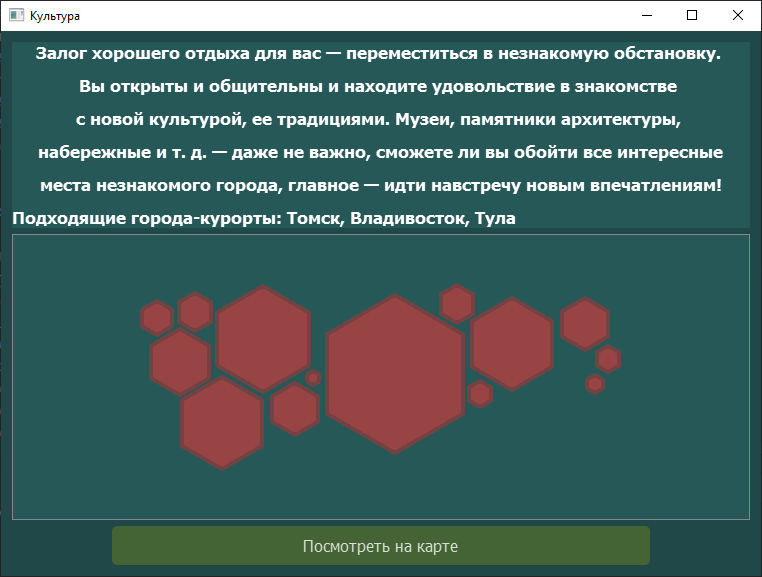 Культура
Залог хорошего отдыха для вас — переместиться в незнакомую обстановку.
Вы открыты и общительны и находите удовольствие в знакомстве
с новой культурой, ее традициями. Музеи, памятники архитектуры,
набережные и т. д. — даже не важно, сможете ли вы обойти все интересные
места незнакомого города, главное — идти навстречу новым впечатлениям!
Подходящие города-курорты: Томск, Владивосток, Тула
Посмотреть на карте